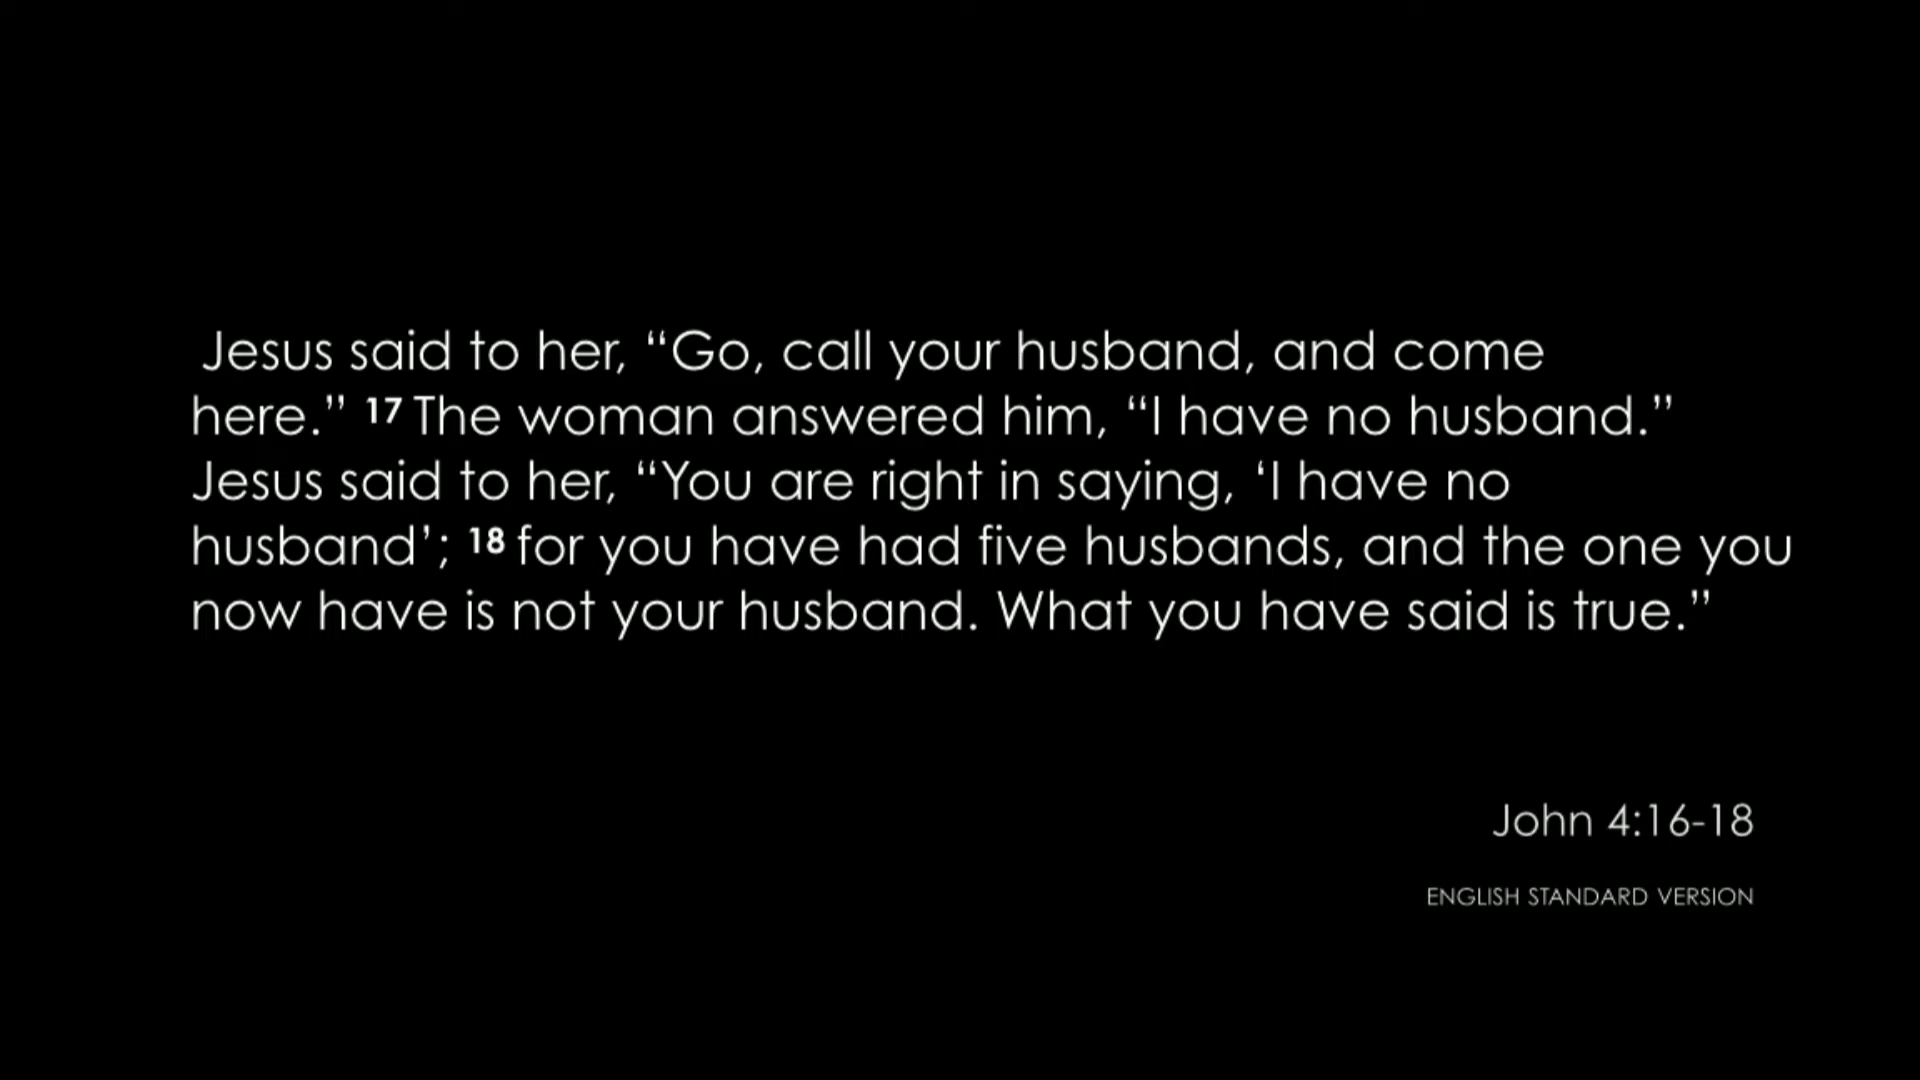 Jesus said to her, “Go, call your husband, and come
here.” 17 The woman answered him, “I have no husband.”
Jesus said to her, “You are right in saying, ‘I have no
husband’; 18 for you have had five husbands, and the one you
now have is not your husband. What you have said is true.”
John 4:16-18
ENGLISH STANDARD VERSION